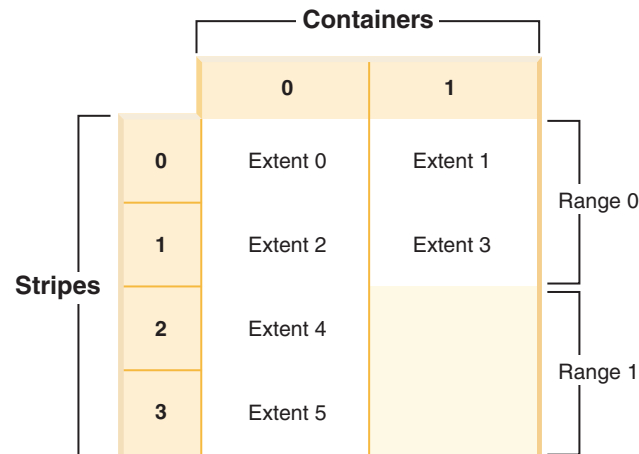 Containers
0 1
0 Extent 0 Extent 1
Range 0
1 Extent 2 Extent 3
Stripes
2 Extent 4
Range 1
3 Extent 5